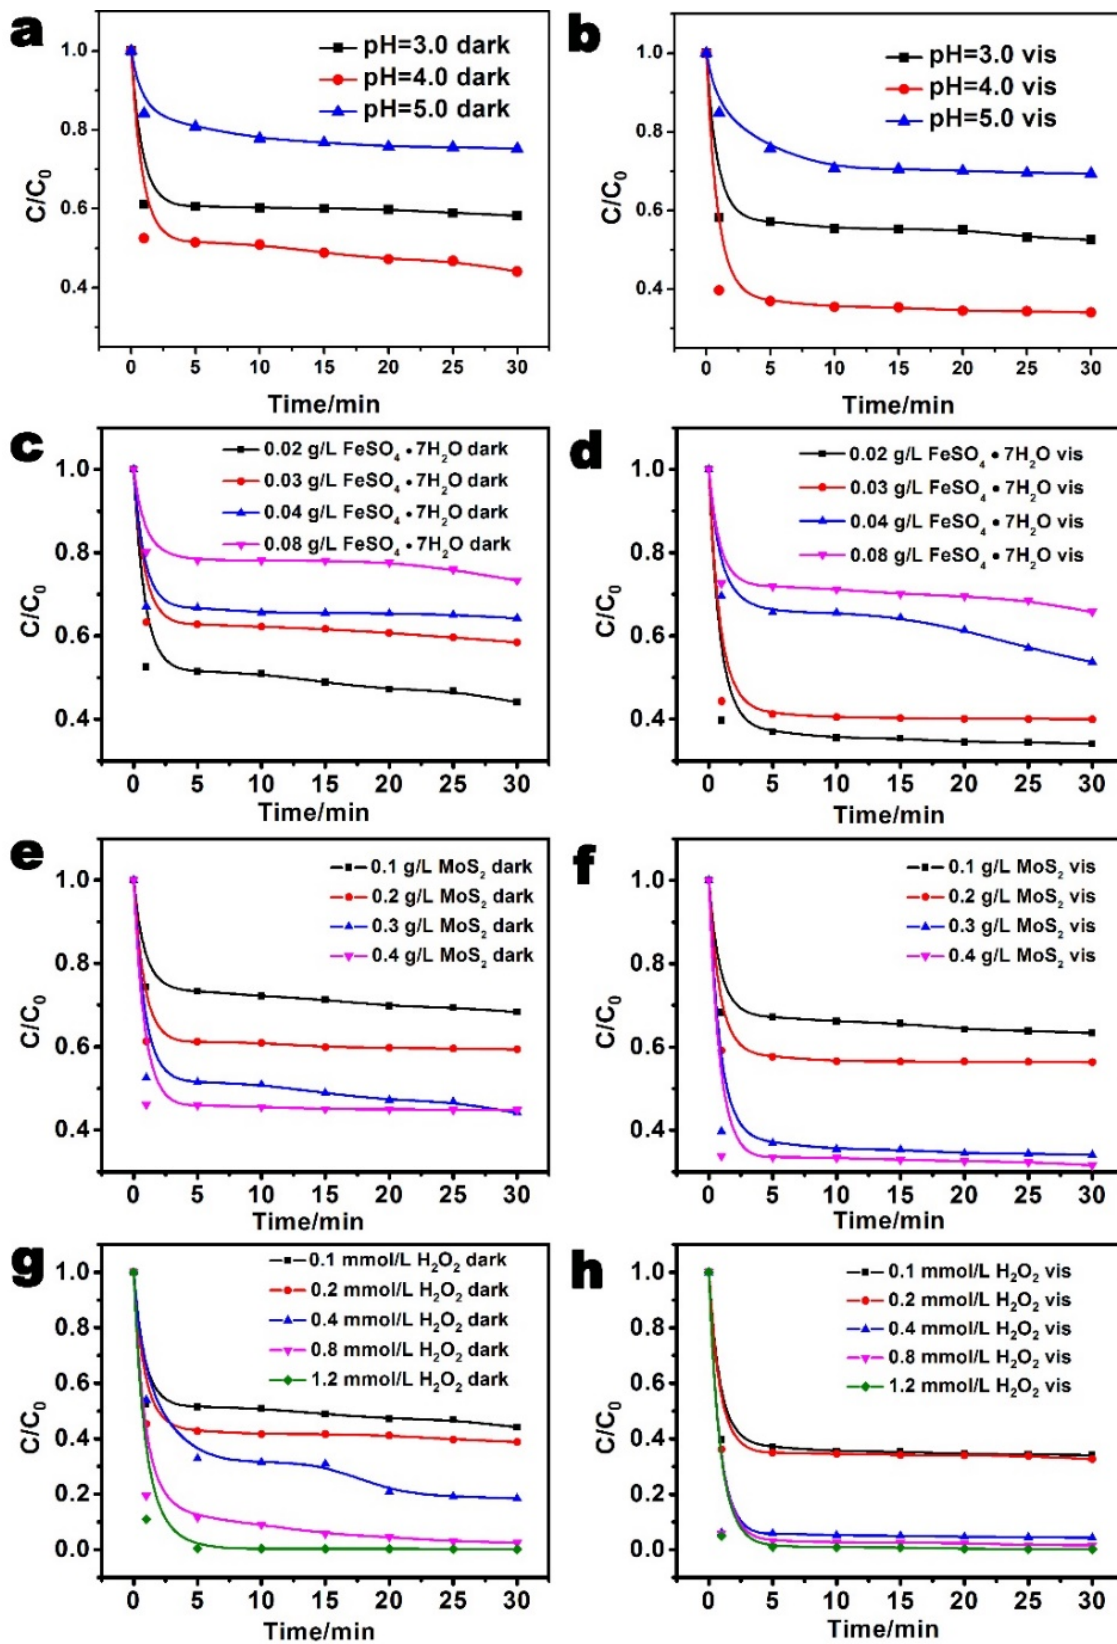 a
pH=3.0 dark
pH=4.0 dark
pH=5.0 dark
C/C₀
1.0
0.8
0.6
0.4
0 5 10 15 20 25 30
Time/min
b
pH=3.0 vis
pH=4.0 vis
pH=5.0 vis
C/C₀
1.0
0.8
0.6
0.4
0 5 10 15 20 25 30
Time/min
c
0.02 g/L FeSO₄•7H₂O dark
0.03 g/L FeSO₄•7H₂O dark
0.04 g/L FeSO₄•7H₂O dark
0.08 g/L FeSO₄•7H₂O dark
C/C₀
1.0
0.8
0.6
0.4
0 5 10 15 20 25 30
Time/min
d
0.02 g/L FeSO₄•7H₂O vis
0.03 g/L FeSO₄•7H₂O vis
0.04 g/L FeSO₄•7H₂O vis
0.08 g/L FeSO₄•7H₂O vis
C/C₀
1.0
0.8
0.6
0.4
0 5 10 15 20 25 30
Time/min
e
0.1 g/L MoS₂ dark
0.2 g/L MoS₂ dark
0.3 g/L MoS₂ dark
0.4 g/L MoS₂ dark
C/C₀
1.0
0.8
0.6
0.4
0 5 10 15 20 25 30
Time/min
f
0.1 g/L MoS₂ vis
0.2 g/L MoS₂ vis
0.3 g/L MoS₂ vis
0.4 g/L MoS₂ vis
C/C₀
1.0
0.8
0.6
0.4
0 5 10 15 20 25 30
Time/min
g
0.1 mmol/L H₂O₂ dark
0.2 mmol/L H₂O₂ dark
0.4 mmol/L H₂O₂ dark
0.8 mmol/L H₂O₂ dark
1.2 mmol/L H₂O₂ dark
C/C₀
1.0
0.8
0.6
0.4
0.2
0.0
0 5 10 15 20 25 30
Time/min
h
0.1 mmol/L H₂O₂ vis
0.2 mmol/L H₂O₂ vis
0.4 mmol/L H₂O₂ vis
0.8 mmol/L H₂O₂ vis
1.2 mmol/L H₂O₂ vis
C/C₀
1.0
0.8
0.6
0.4
0.2
0.0
0 5 10 15 20 25 30
Time/min